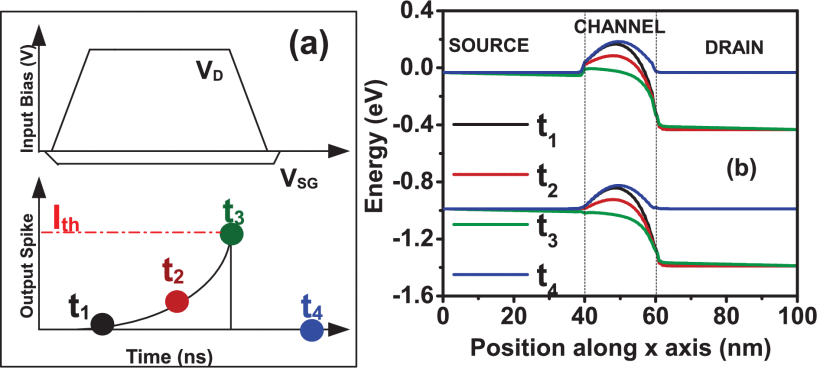 (a)
Input Bias (V)
V_D
V_SG
Output Spike
I_th
t_1
t_2
t_3
t_4
Time (ns)
0.4
0.0
-0.4
-0.8
-1.2
-1.6
Energy (eV)
SOURCE
CHANNEL
DRAIN
t_1
t_2
t_3
t_4
(b)
0 20 40 60 80 100
Position along x axis (nm)